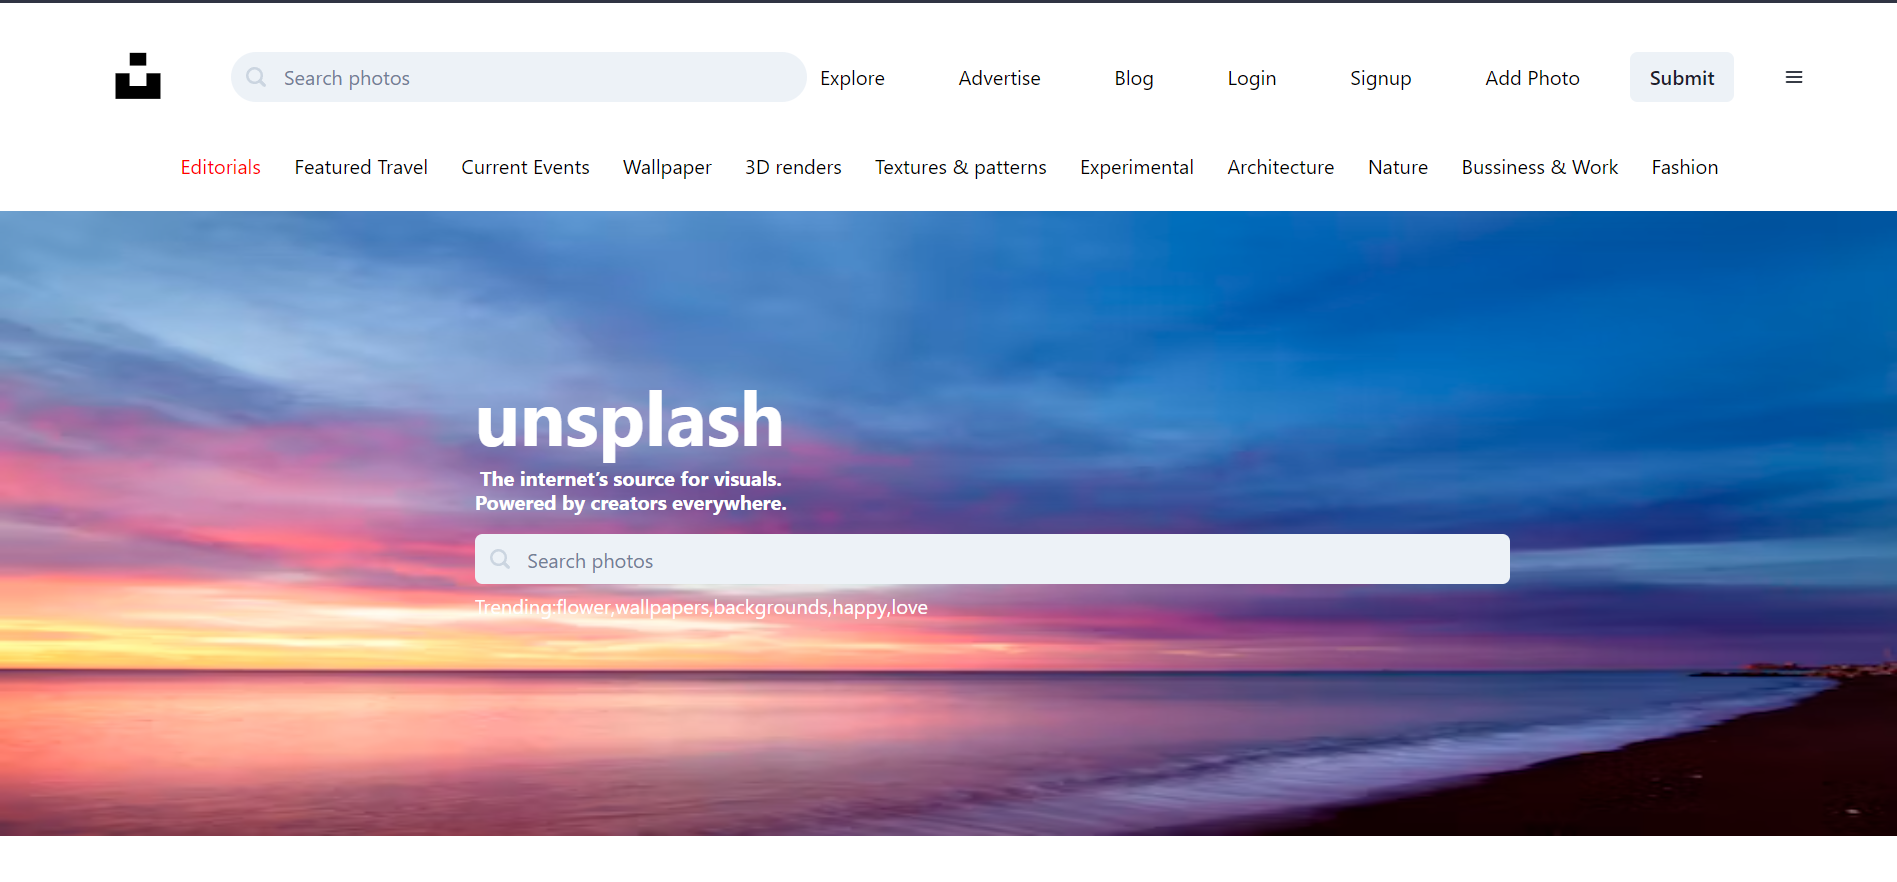 Search photos Explore Advertise Blog Login Signup Add Photo Submit
Editorials Featured Travel Current Events Wallpaper 3D renders Textures & patterns Experimental Architecture Nature Bussiness & Work Fashion
unsplash
The internet’s source for visuals.
Powered by creators everywhere.
Search photos
Trending:flower,wallpapers,backgrounds,happy,love